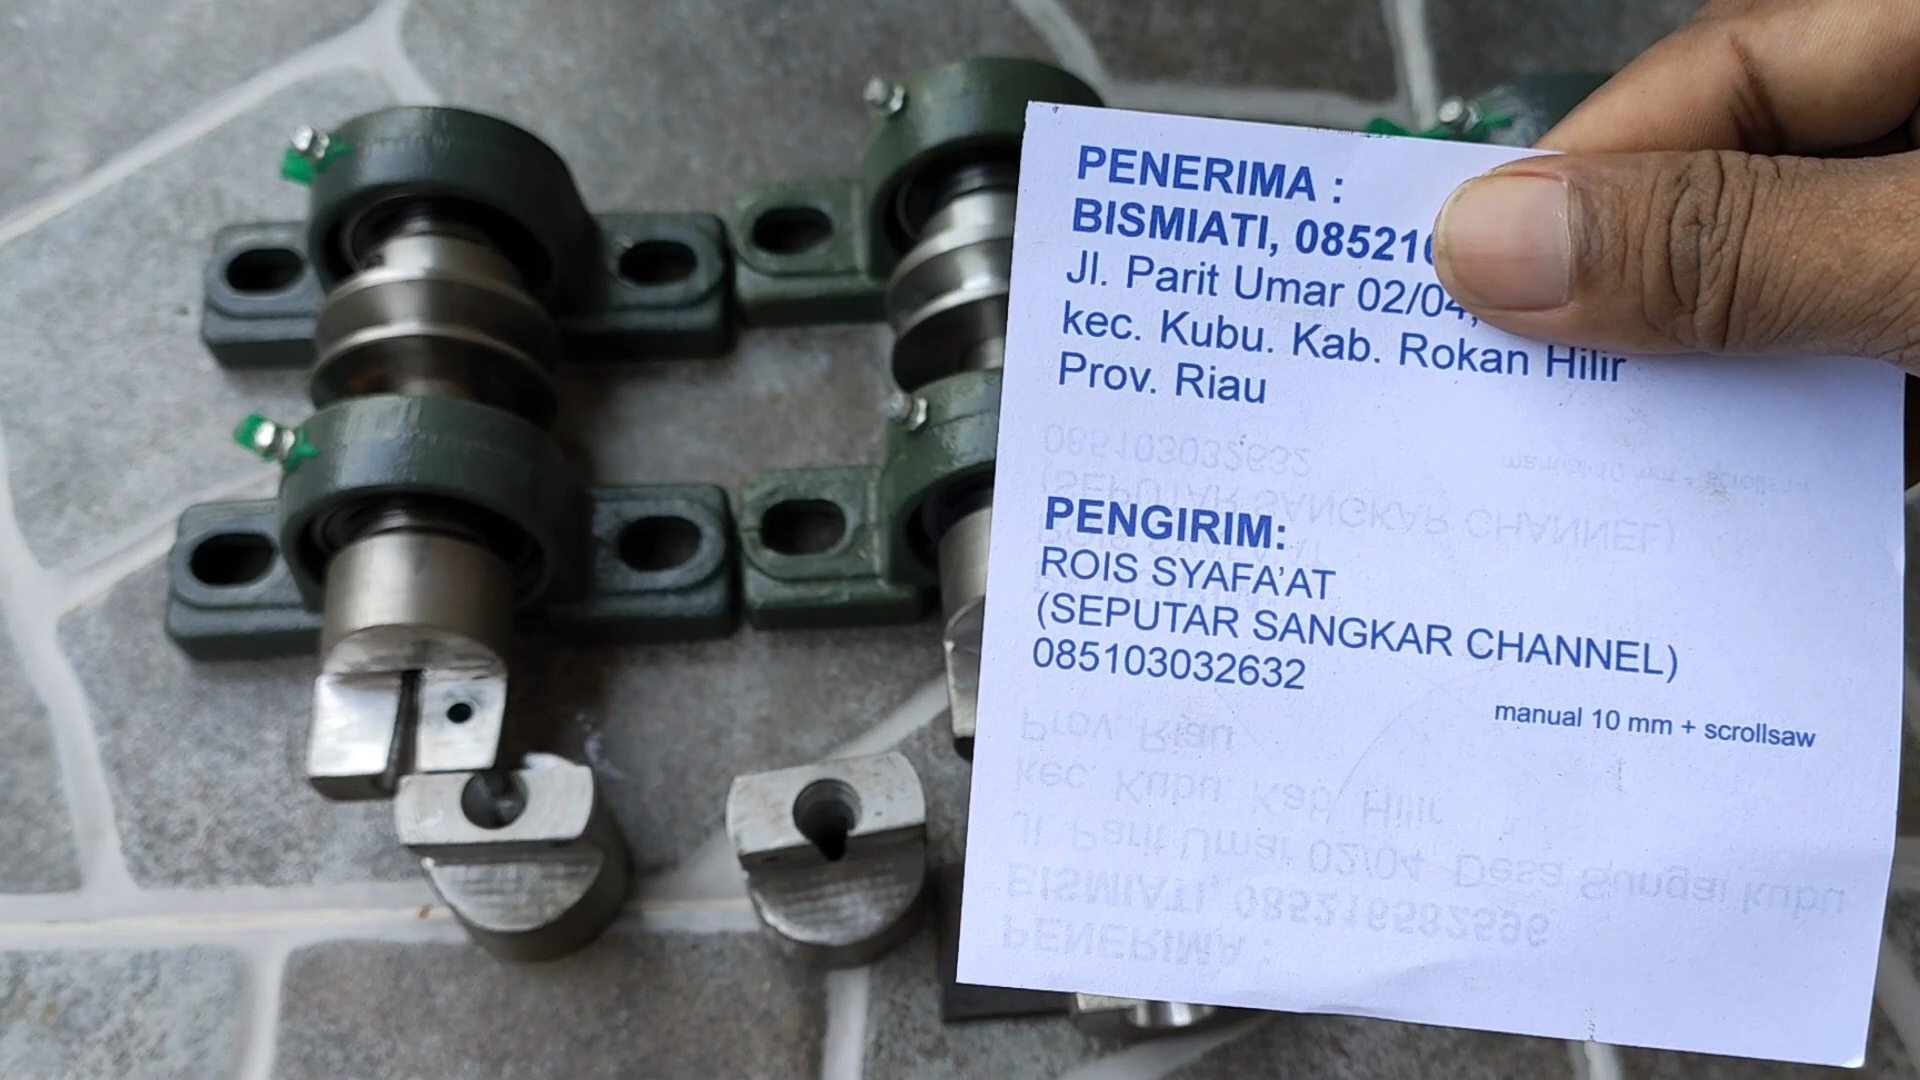 PENERIMA :
BISMIATI, 08521
Jl. Parit Umar 02/04,
kec. Kubu. Kab. Rokan Hilir
Prov. Riau
PENGIRIM:
ROIS SYAFA'AT
(SEPUTAR SANGKAR CHANNEL)
085103032632
manual 10 mm + scrollsaw